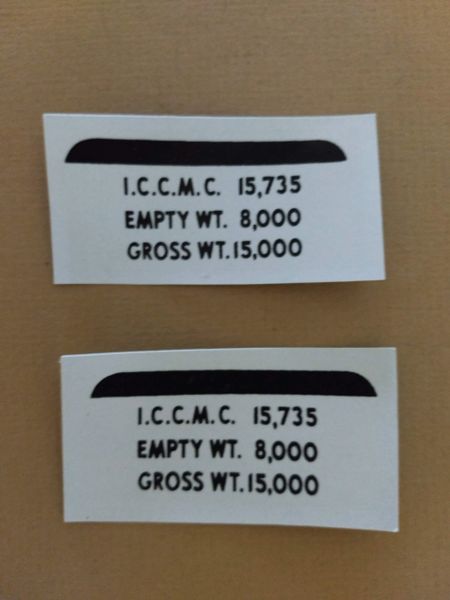 I.C.C.M.C. 15,735
EMPTY WT. 8,000
GROSS WT. 15,000
I.C.C.M.C. 15,735
EMPTY WT. 8,000
GROSS WT. 15,000